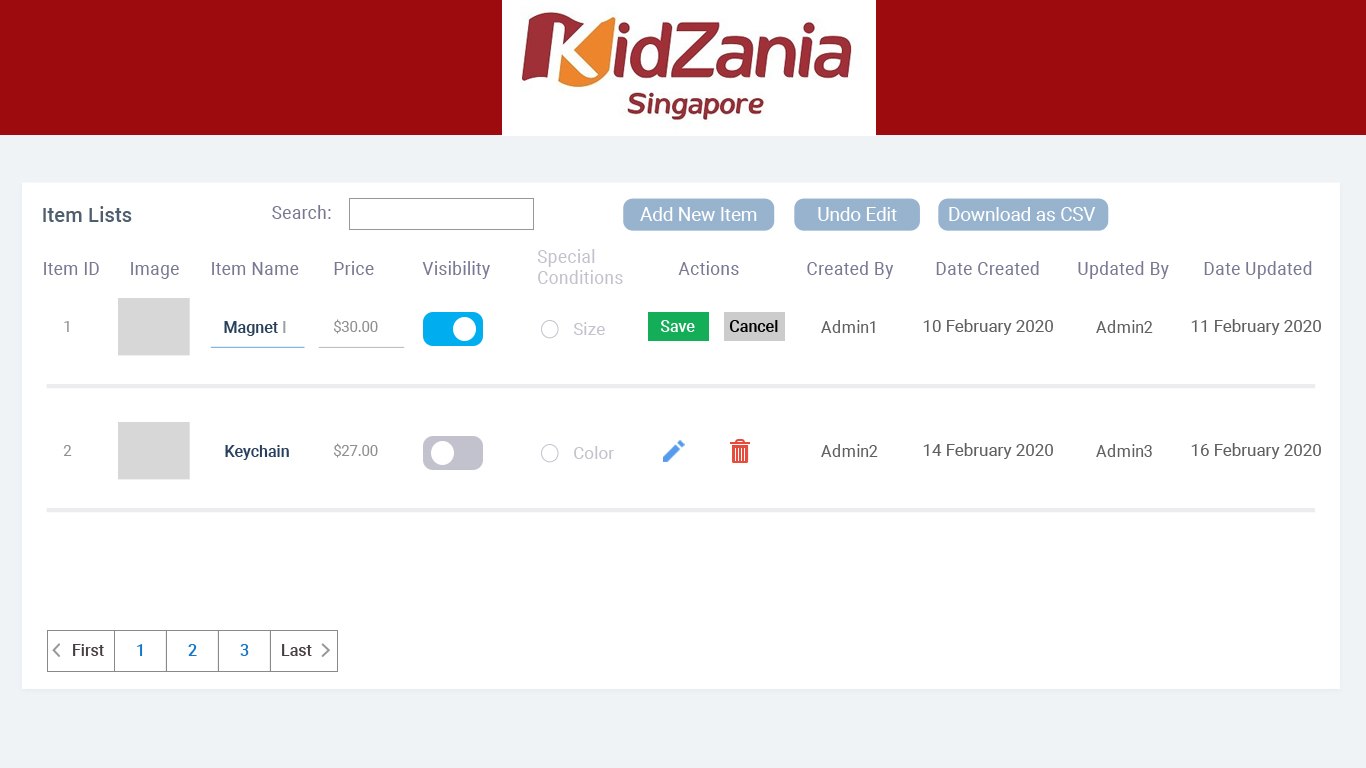 KidZania
Singapore
Item Lists Search: Add New Item Undo Edit Download as CSV
Item ID Image Item Name Price Visibility Special Conditions Actions Created By Date Created Updated By Date Updated
1 Magnet $30.00 Size Save Cancel Admin1 10 February 2020 Admin2 11 February 2020
2 Keychain $27.00 Color Admin2 14 February 2020 Admin3 16 February 2020
First 1 2 3 Last